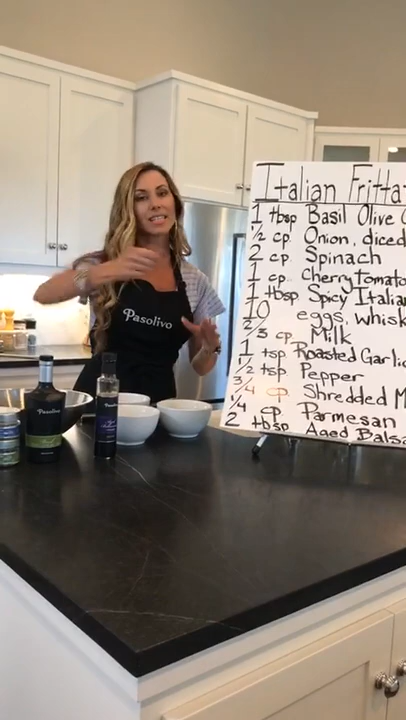 Italian Fritta
1 tbsp Basil Olive O
1/2 cp Onion, diced
2 cp Spinach
1 cp Cherry tomato
1 tbsp Spicy Italian
10 eggs, whisk
2/3 cp Milk
1 tsp Roasted Garlic
1/2 tsp Pepper
3/4 cp Shredded M
1/4 cp Parmesan
2 tbsp Aged Balsa
Pasolivo
Pasolivo